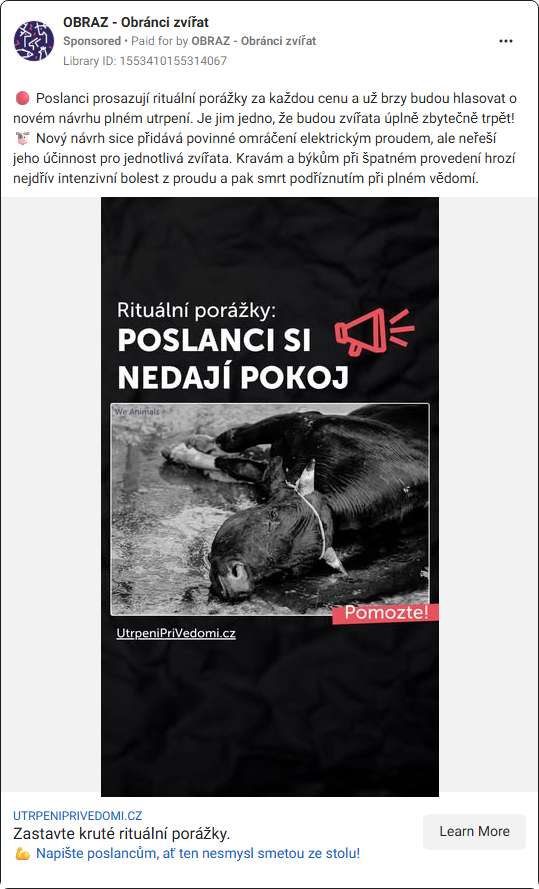 OBRAZ - Obránci zvířat
Sponsored • Paid for by OBRAZ - Obránci zvířat
Library ID: 1553410155314067
🔴 Poslanci prosazují rituální porážky za každou cenu a už brzy budou hlasovat o
novém návrhu plném utrpení. Je jim jedno, že budou zvířata úplně zbytečně trpět!
🐮 Nový návrh sice přidává povinné omráčení elektrickým proudem, ale neřeší
jeho účinnost pro jednotlivá zvířata. Kravám a býkům při špatném provedení hrozí
nejdřív intenzivní bolest z proudu a pak smrt podříznutím při plném vědomí.
Rituální porážky:
POSLANCI SI
NEDAJÍ POKOJ
We Animals
Pomozte!
UtrpeniPriVedomi.cz
UTRPENIPRIVEDOMI.CZ
Zastavte kruté rituální porážky.
Learn More
💪 Napište poslancům, ať ten nesmysl smetou ze stolu!